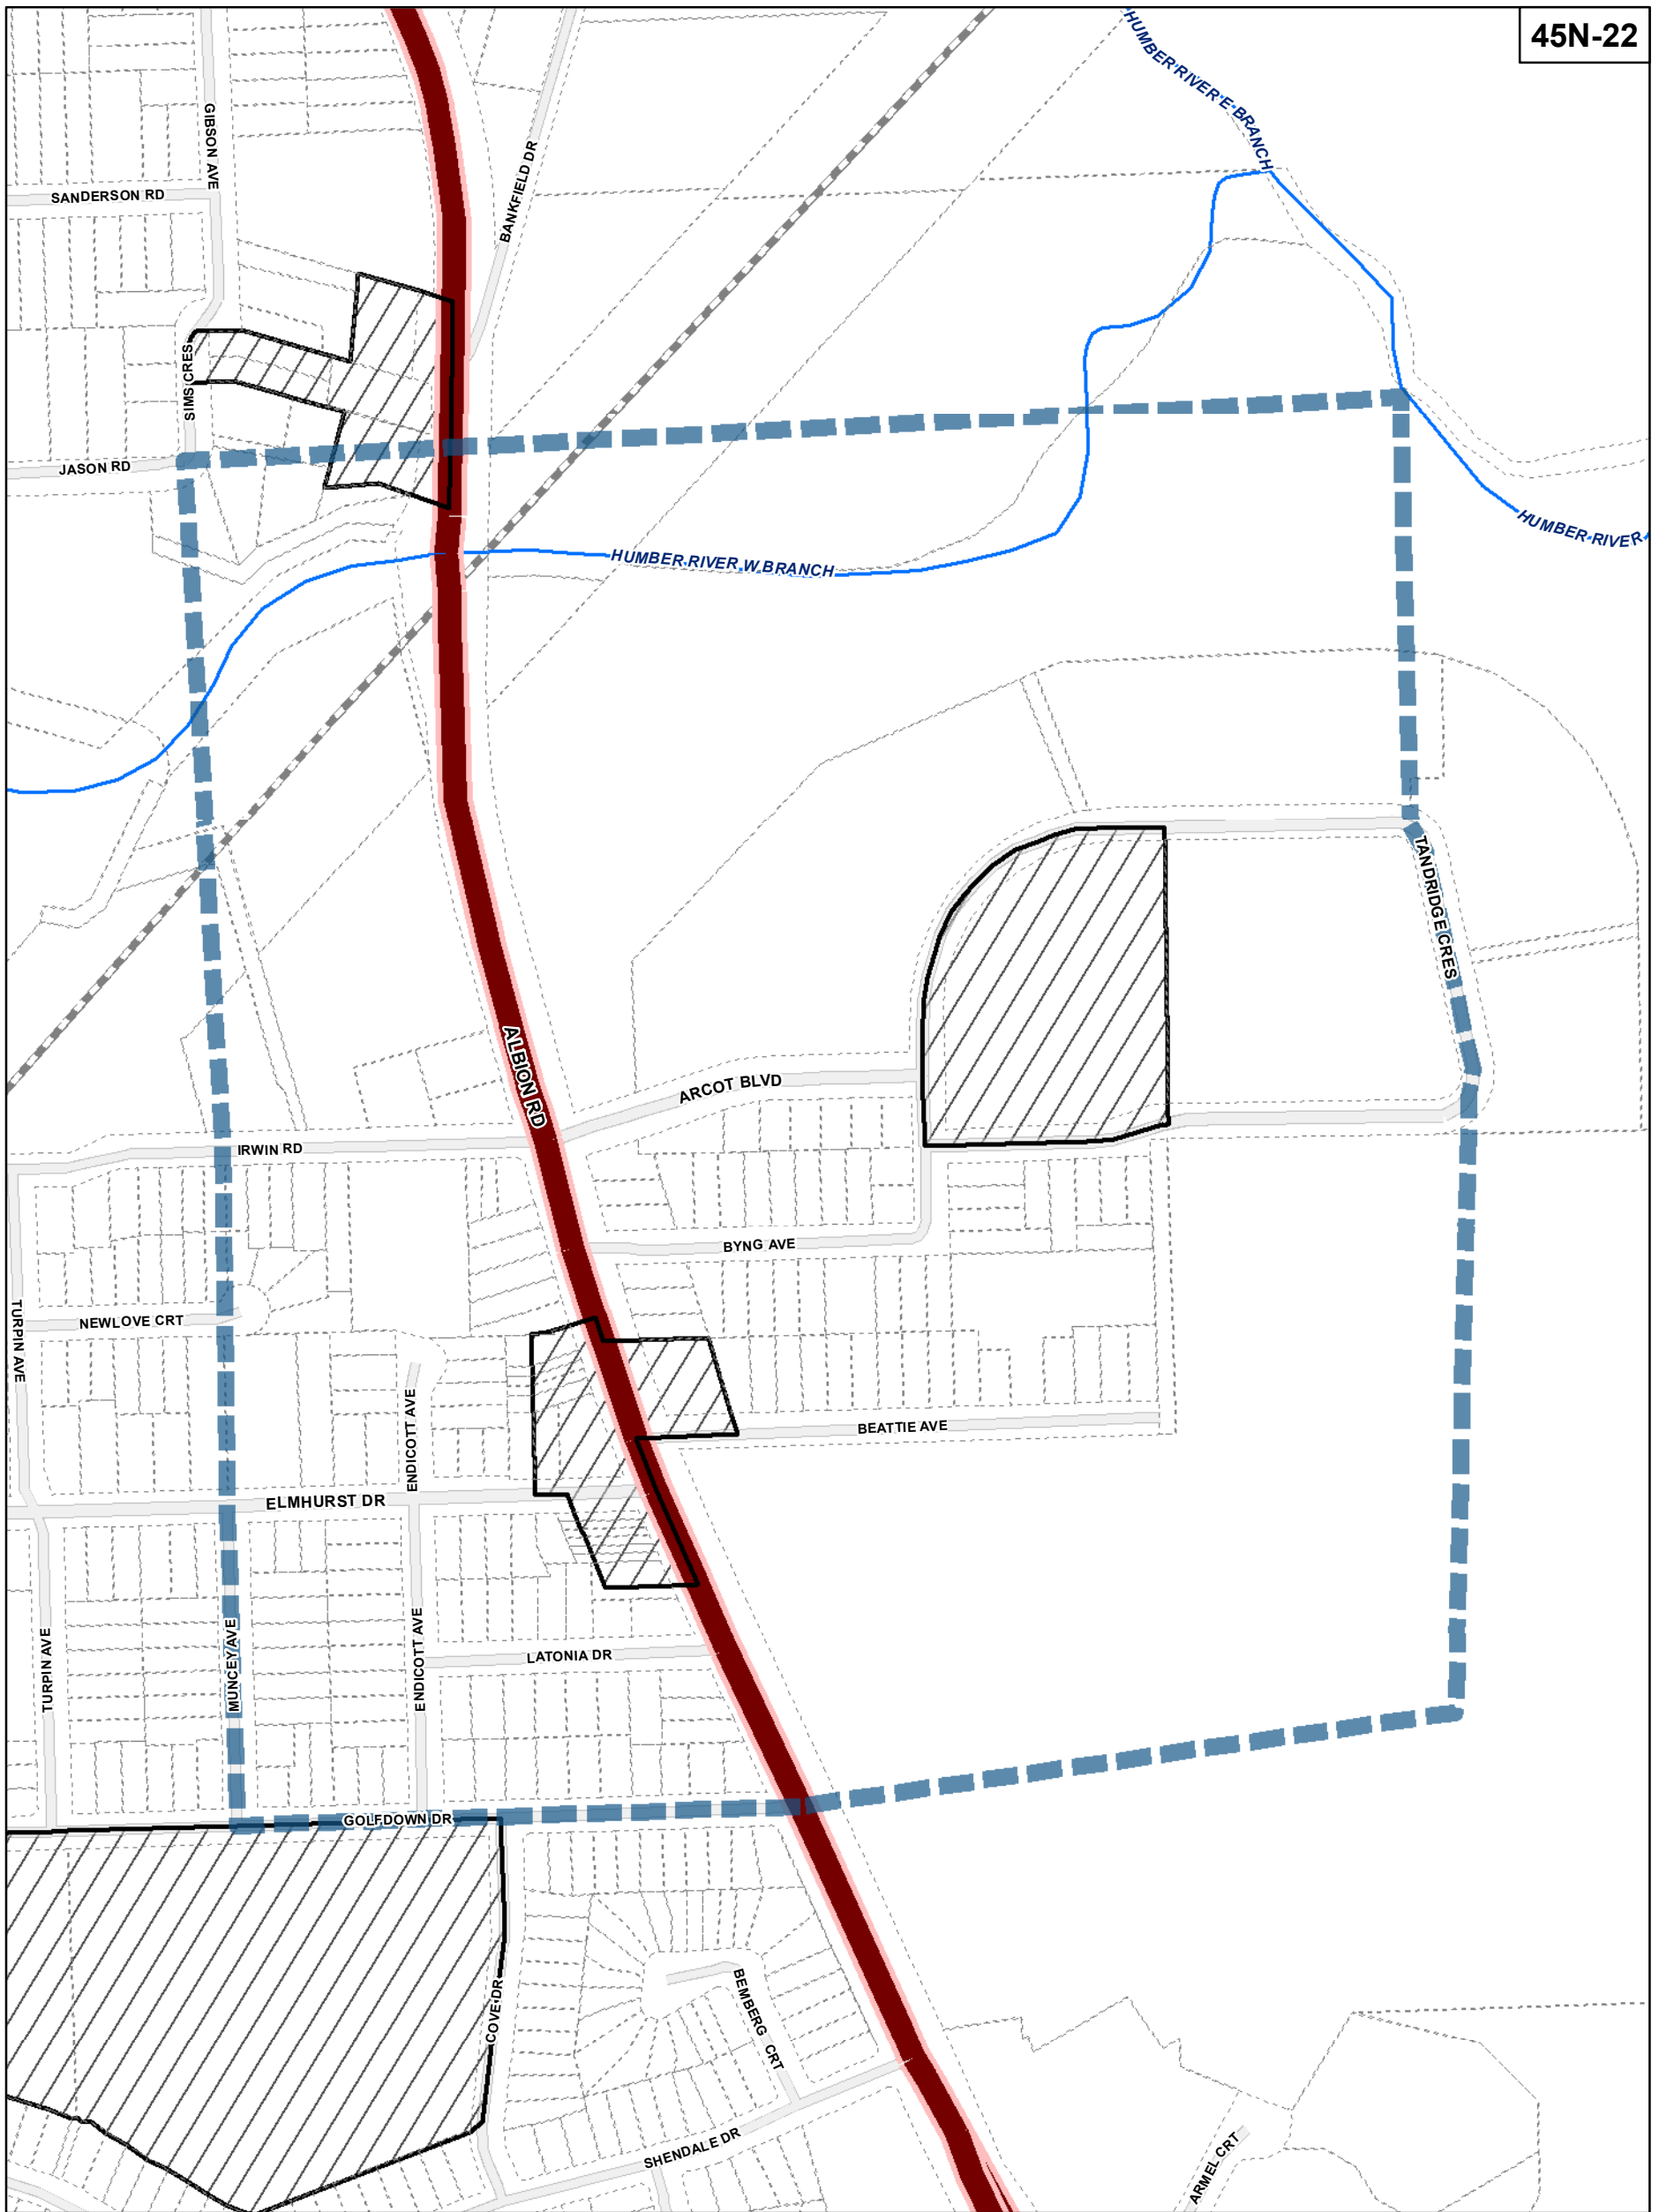 45N-22
HUMBER RIVER E BRANCH
GIBSON AVE
BANKFIELD DR
SANDERSON RD
SIMS CRES
JASON RD
HUMBER RIVER
HUMBER RIVER W BRANCH
TANDRIDGE CRES
ALBION RD
ARCOT BLVD
IRWIN RD
BYNG AVE
TURPIN AVE
NEWLOVE CRT
ENDICOTT AVE
BEATTIE AVE
ELMHURST DR
TURPIN AVE
MUNCEY AVE
ENDICOTT AVE
LATONIA DR
GOLFDOWN DR
COVE DR
BEMBERG CRT
SHENDALE DR
ARMEL CRT